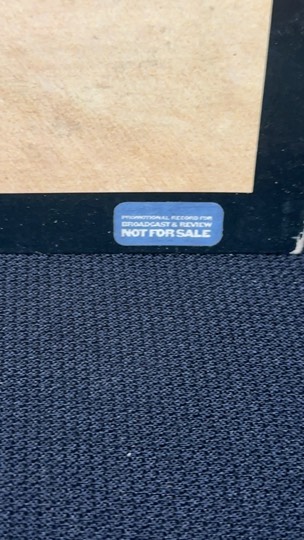 PROMOTIONAL RECORD FOR
BROADCAST & REVIEW
NOT FOR SALE